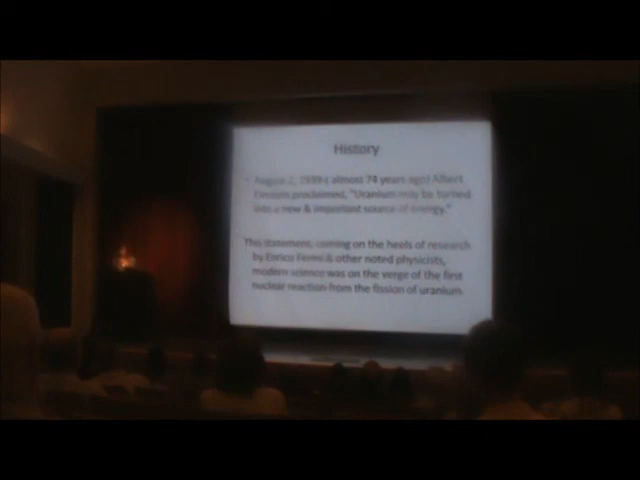 History
• August 2, 1939 ( almost 74 years ago) Albert
Einstein proclaimed, "Uranium may be turned
into a new & important source of energy."
This statement, coming on the heels of research
by Enrico Fermi & other noted physicists,
modern science was on the verge of the first
nuclear reaction from the fission of uranium.